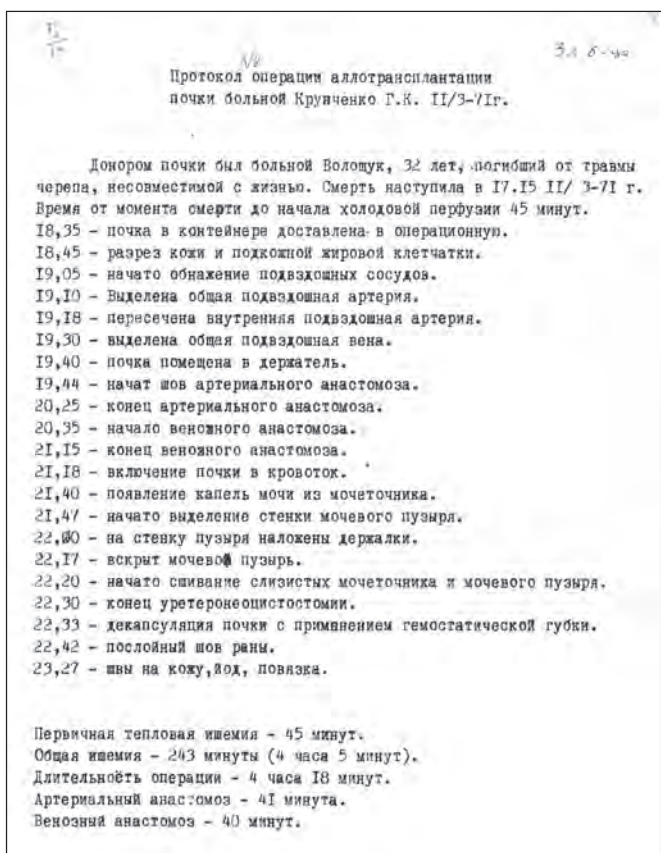 Зл б-ца
№
Протокол операции аллотрансплантации
почки больной Крупченко Г.К. II/3-7Iг.
Донором почки был больной Волощук, 32 лет, погибший от травмы
черепа, несовместимой с жизнью. Смерть наступила в I7.I5 II/ 3-7I г.
Время от момента смерти до начала холодовой перфузии 45 минут.
I8,35 – почка в контейнере доставлена в операционную.
I8,45 – разрез кожи и подкожной жировой клетчатки.
I9,05 – начато обнажение подвздошных сосудов.
I9,I0 – Выделена общая подвздошная артерия.
I9,I8 – пересечена внутренняя подвздошная артерия.
I9,30 – выделена общая подвздошная вена.
I9,40 – почка помещена в держатель.
I9,44 – начат шов артериального анастомоза.
20,25 – конец артериального анастомоза.
20,35 – начало веножного анастомоза.
2I,I5 – конец веножного анастомоза.
2I,I8 – включение почки в кровоток.
2I,40 – появление капель мочи из мочеточника.
2I,47 – начато выделение стенки мочевого пузыря.
22,00 – на стенку пузыря наложены держалки.
22,I7 – вскрыт мочевой пузырь.
22,20 – начато сшивание слизистых мочеточника и мочевого пузыря.
22,30 – конец уретеронеоцистостомии.
22,33 – декапсуляция почки с применением гемостатической губки.
22,42 – послойный шов раны.
23,27 – швы на кожу,йод, повязка.
Первичная тепловая ишемия – 45 минут.
Общая ишемия – 243 минуты (4 часа 5 минут).
Длительность операции – 4 часа I8 минут.
Артериальный анастомоз – 4I минута.
Венозный анастомоз – 40 минут.